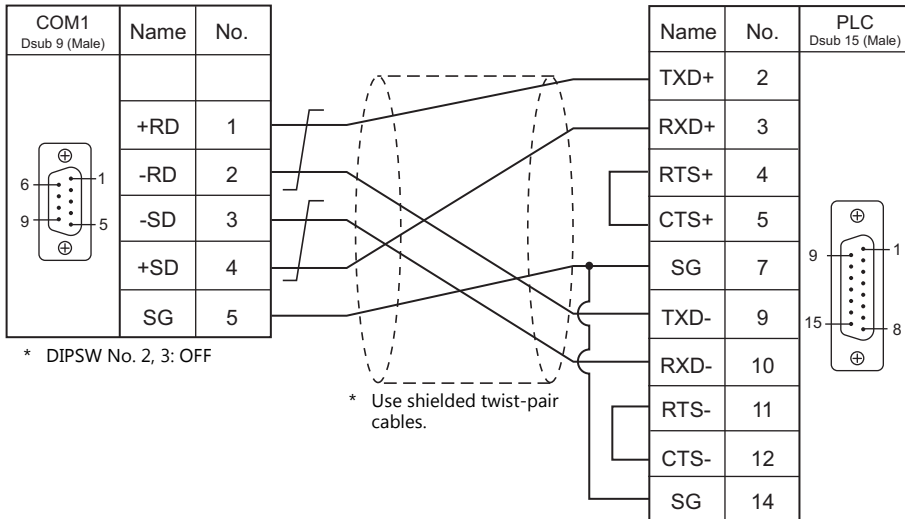 COM1
Dsub 9 (Male)
Name
No.
+RD
1
-RD
2
-SD
3
+SD
4
SG
5
6
1
9
5
* DIPSW No. 2, 3: OFF
* Use shielded twist-pair
cables.
Name
No.
PLC
Dsub 15 (Male)
TXD+
2
RXD+
3
RTS+
4
CTS+
5
SG
7
TXD-
9
RXD-
10
RTS-
11
CTS-
12
SG
14
9
1
15
8